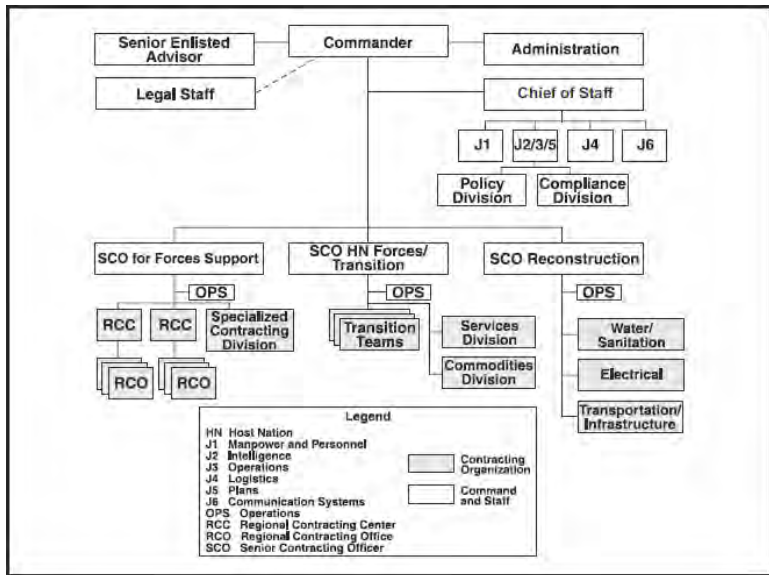 Commander
Senior Enlisted
Advisor
Administration
Legal Staff
Chief of Staff
J1
J2/3/5
J4
J6
Policy
Division
Compliance
Division
SCO for Forces Support
SCO HN Forces/
Transition
SCO Reconstruction
OPS
OPS
OPS
RCC
RCC
Specialized
Contracting
Division
Transition
Teams
Services
Division
Water/
Sanitation
RCO
RCO
Commodities
Division
Electrical
Transportation/
Infrastructure
Legend
HN Host Nation
J1 Manpower and Personnel
J2 Intelligence
J3 Operations
J4 Logistics
J5 Plans
J6 Communication Systems
OPS Operations
RCC Regional Contracting Center
RCO Regional Contracting Office
SCO Senior Contracting Officer
Contracting
Organization
Command
and Staff